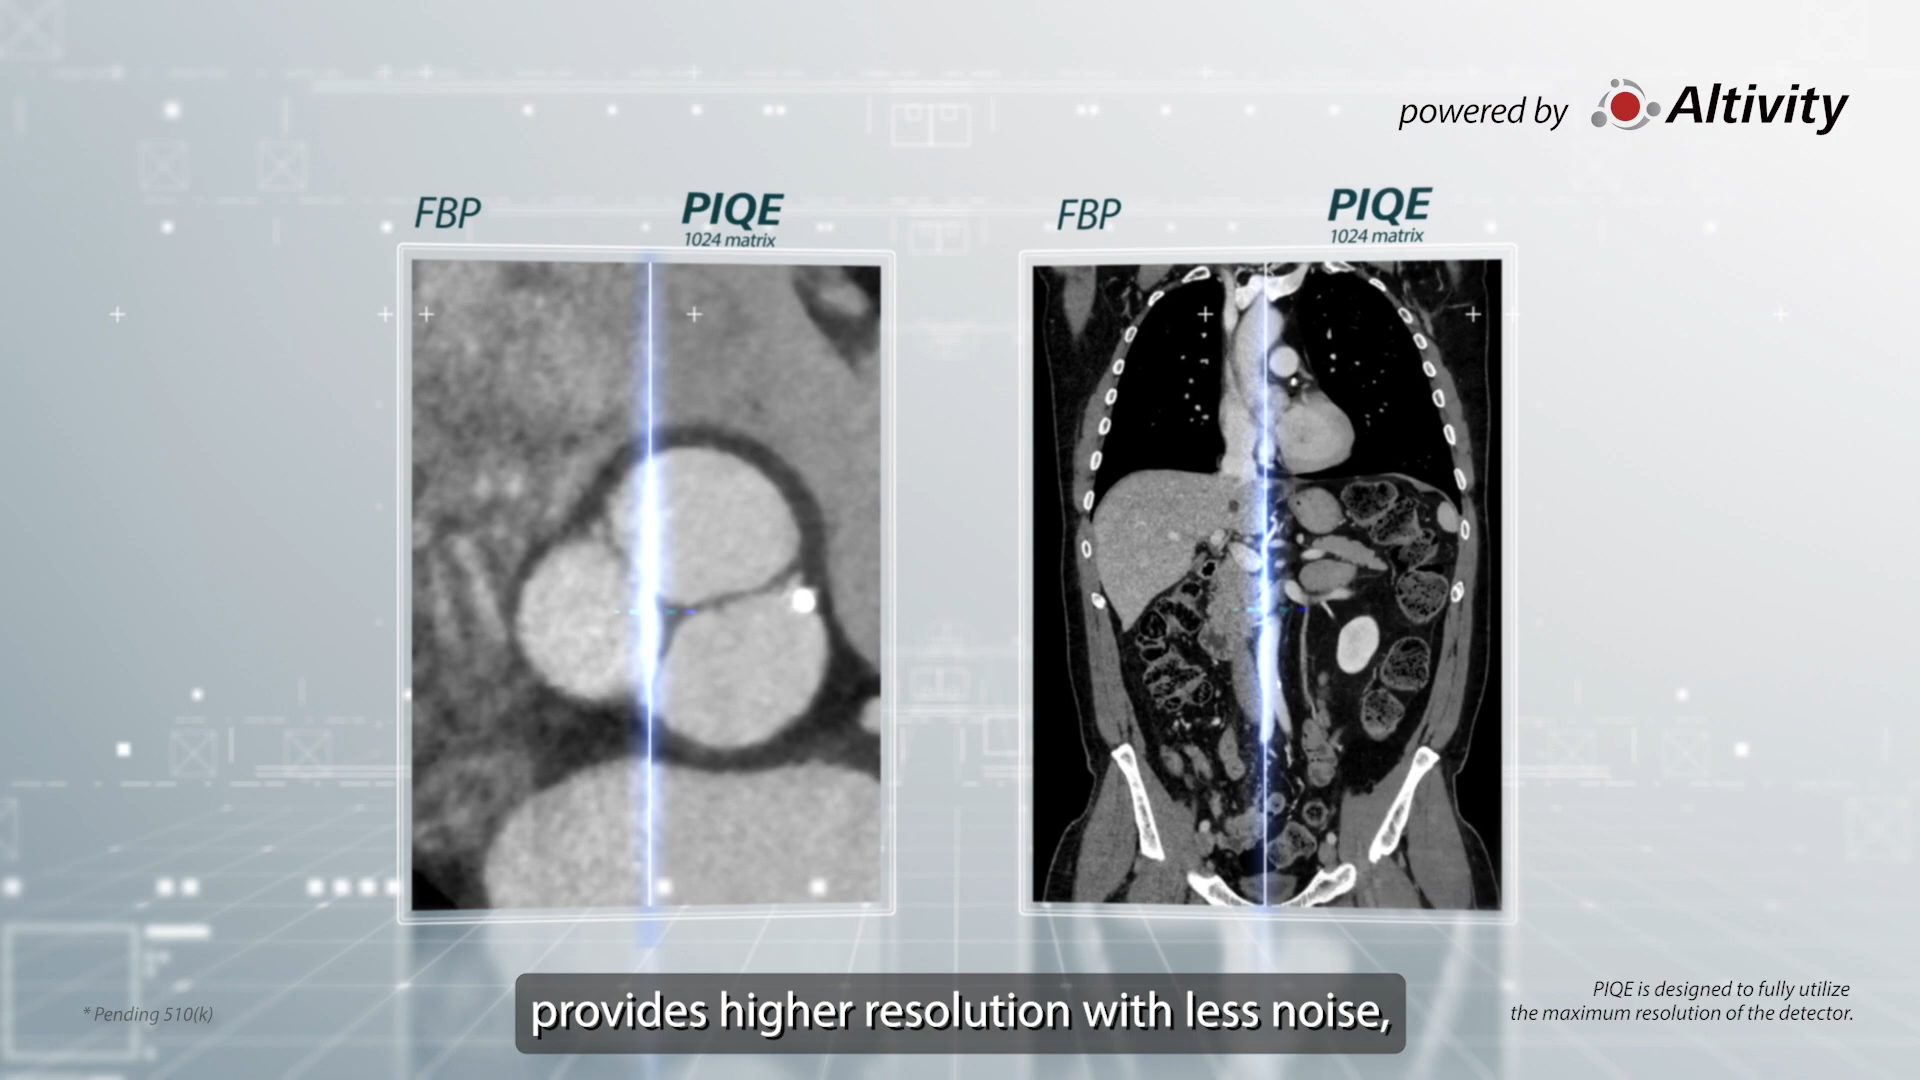 powered by Altivity
FBP
PIQE
1024 matrix
FBP
PIQE
1024 matrix
* Pending 510(k)
provides higher resolution with less noise,
PIQE is designed to fully utilize
the maximum resolution of the detector.